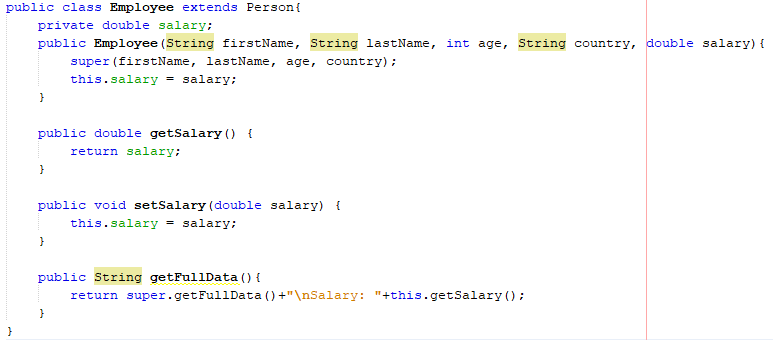 public class Employee extends Person{
    private double salary;
    public Employee(String firstName, String lastName, int age, String country, double salary){
        super(firstName, lastName, age, country);
        this.salary = salary;
    }

    public double getSalary() {
        return salary;
    }

    public void setSalary(double salary) {
        this.salary = salary;
    }

    public String getFullData(){
        return super.getFullData()+"\nSalary: "+this.getSalary();
    }
}